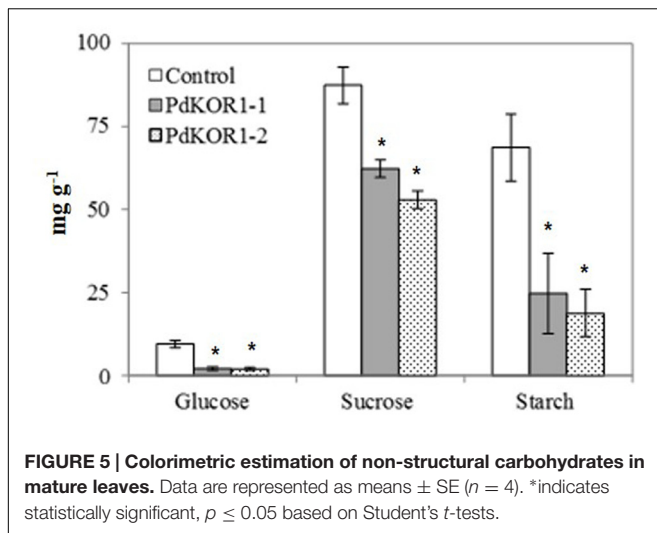 100
75
50
25
0
mg g⁻¹
Control
PdKOR1-1
PdKOR1-2
* *
* *
* *
Glucose Sucrose Starch
FIGURE 5 | Colorimetric estimation of non-structural carbohydrates in
mature leaves. Data are represented as means ± SE (n = 4). *indicates
statistically significant, p ≤ 0.05 based on Student’s t-tests.